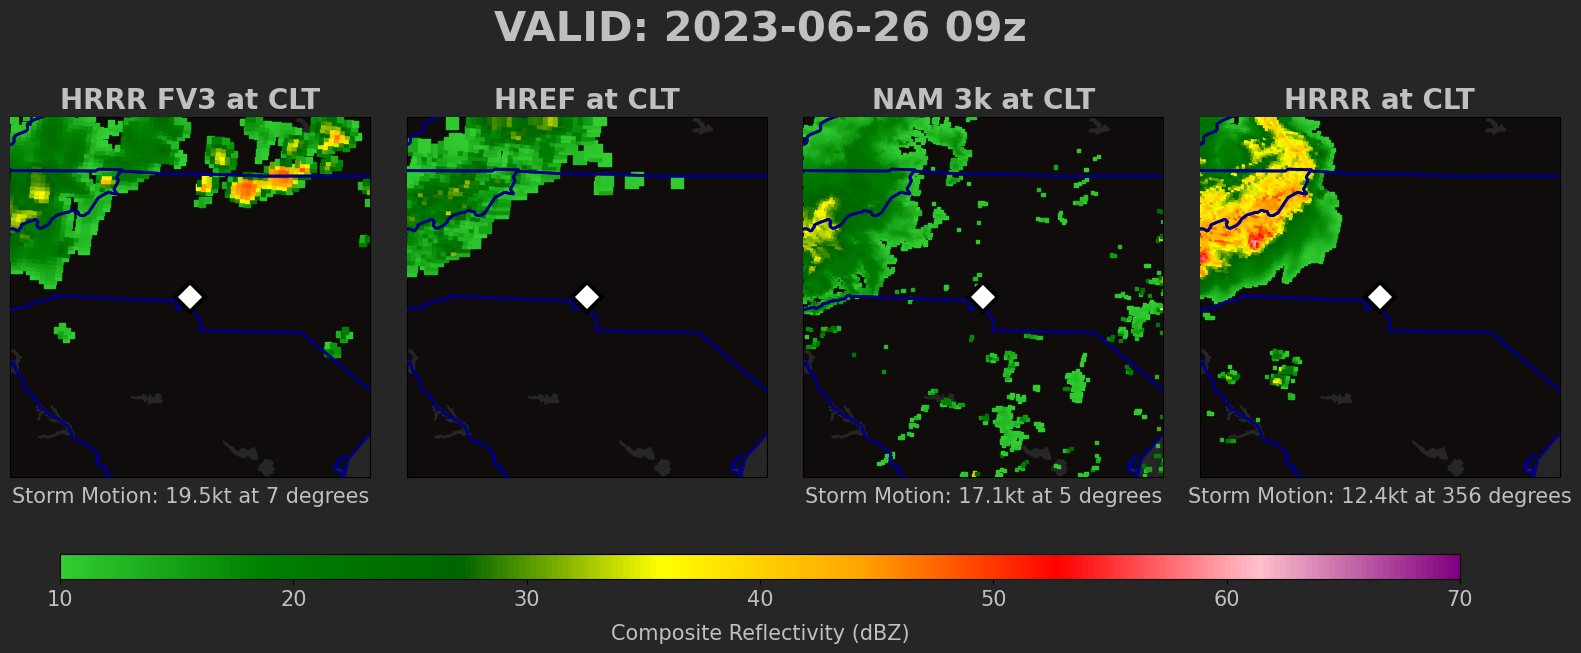 VALID: 2023-06-26 09z
HRRR FV3 at CLT
HREF at CLT
NAM 3k at CLT
HRRR at CLT
Storm Motion: 19.5kt at 7 degrees
Storm Motion: 17.1kt at 5 degrees
Storm Motion: 12.4kt at 356 degrees
10 20 30 40 50 60 70
Composite Reflectivity (dBZ)